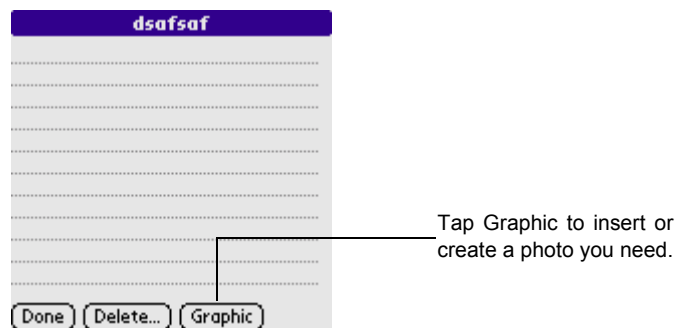 dsafsaf
Tap Graphic to insert or
create a photo you need.
Done Delete... Graphic